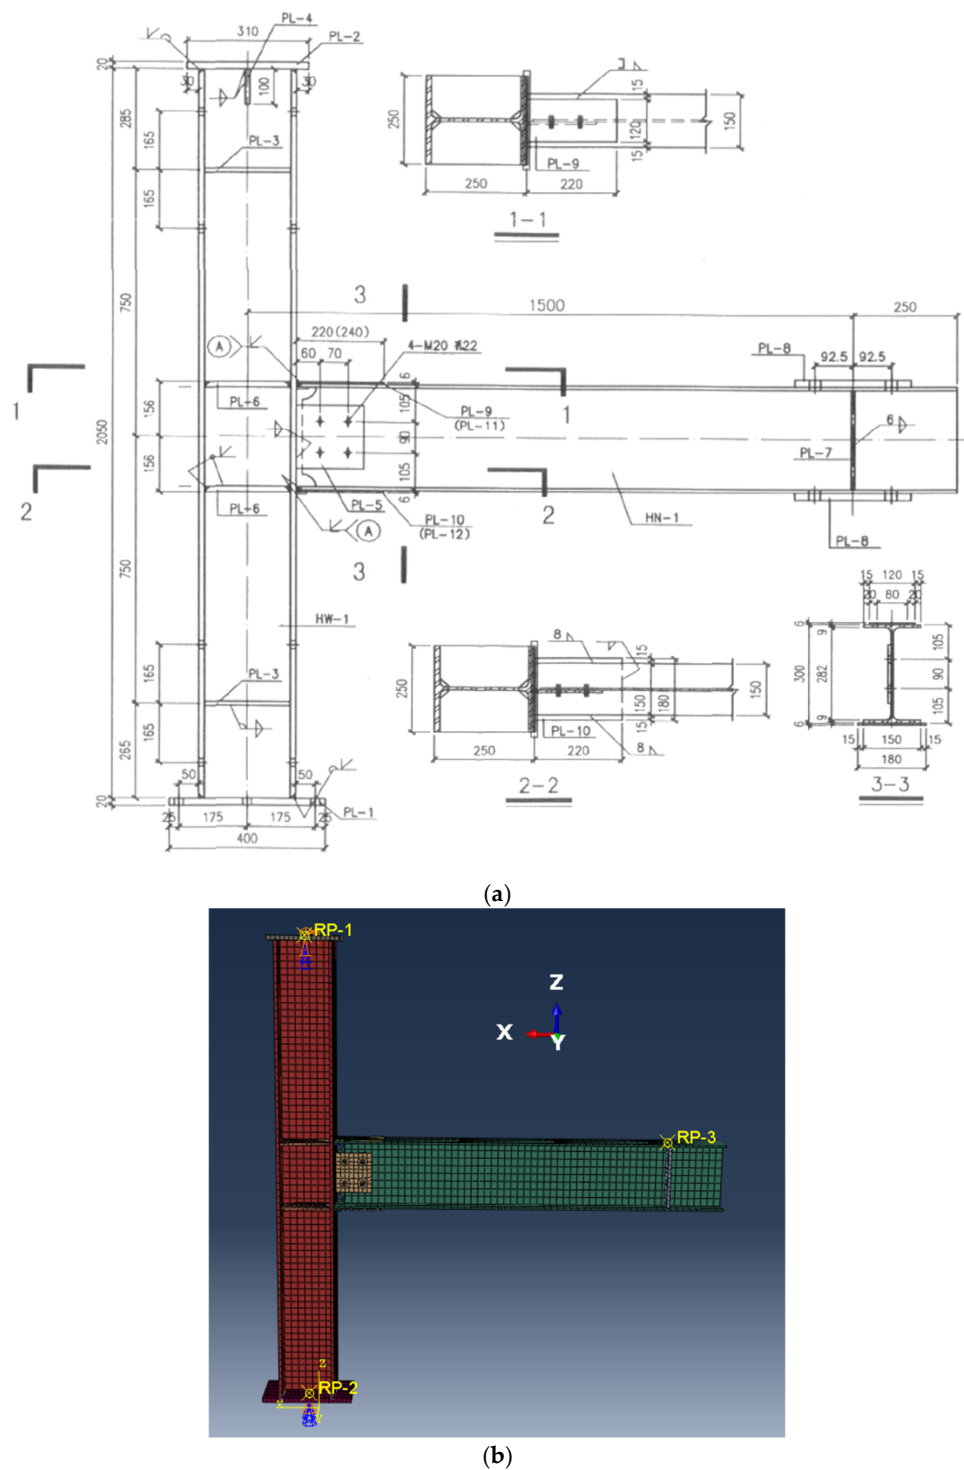 PL-4
310
PL-2
20
30
100
30
285
165
PL-3
165
750
250
15
120
150
15
PL-9
250
220
1-1
3
1500
250
220(240)
4-M20 孔22
A
60
70
PL-8
92.5
92.5
1
156
2050
156
PL-6
6
105
PL-9
(PL-11)
90
105
6
1
6
PL-7
2
PL-6
PL-5
PL-10
(PL-12)
A
2
HN-1
PL-8
3
750
HW-1
165
PL-3
165
265
20
50
50
PL-1
25
175
175
25
400
8
15
250
150
180
150
15
PL-10
8
250
220
2-2
15
120
15
20
80
20
6
9
300
282
9
6
105
90
105
15
150
15
180
3-3
(a)
RP-1
Z
X
Y
RP-3
Z
RP-2
X
Y
(b)